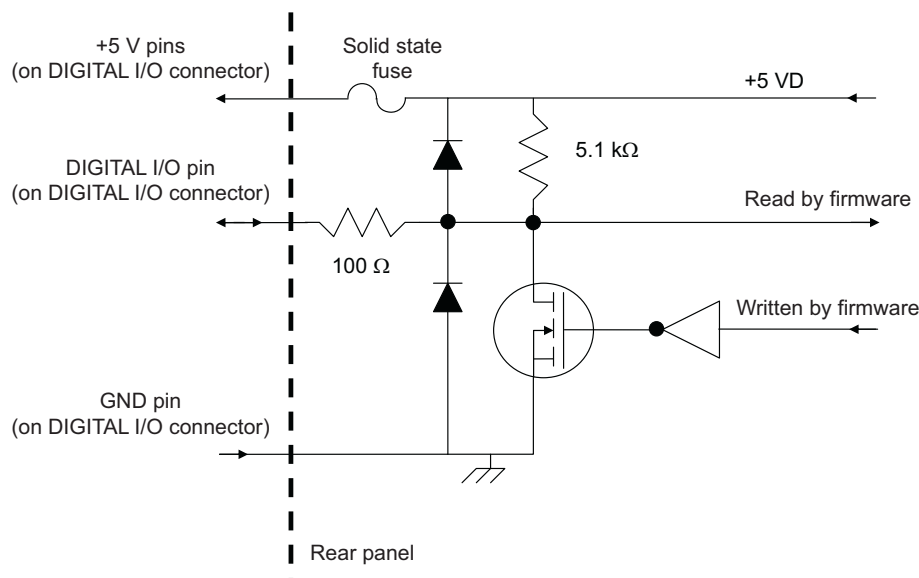 +5 V pins
(on DIGITAL I/O connector)
Solid state
fuse
+5 VD
5.1 kΩ
DIGITAL I/O pin
(on DIGITAL I/O connector)
100 Ω
Read by firmware
Written by firmware
GND pin
(on DIGITAL I/O connector)
Rear panel